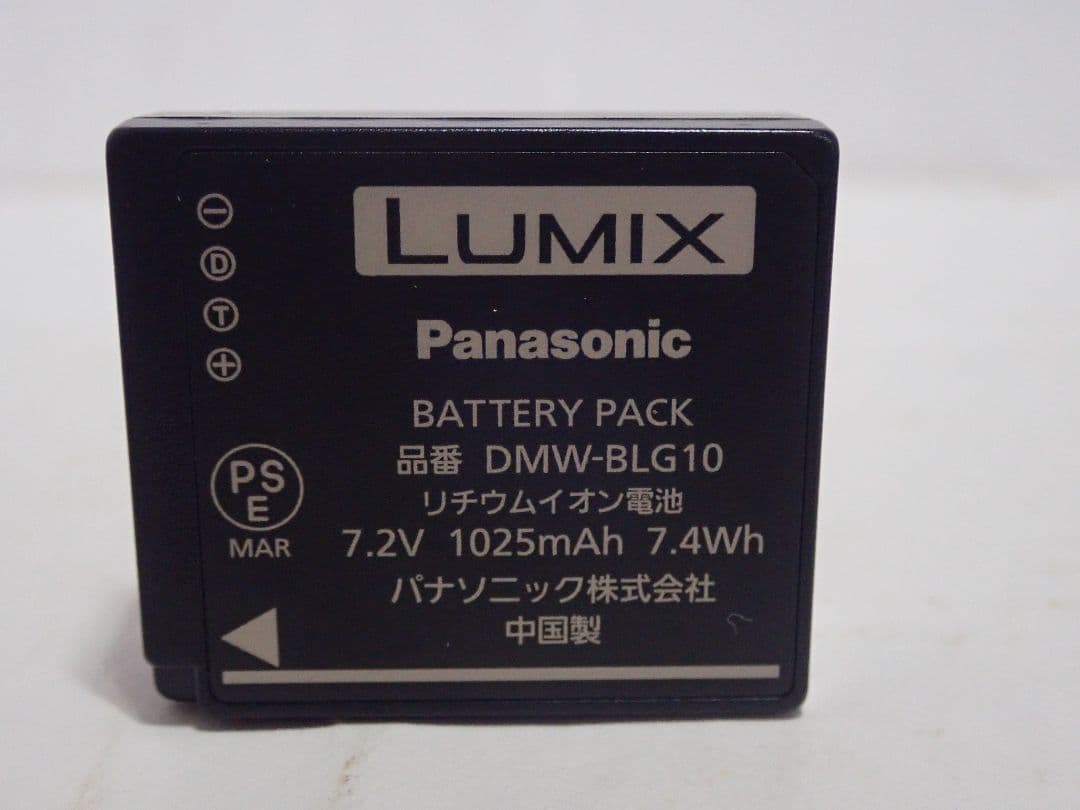 LUMIX
Panasonic
BATTERY PACK
品番 DMW-BLG10
リチウムイオン電池
7.2V 1025mAh 7.4Wh
パナソニック株式会社
中国製
−
D
T
+
PS
E
MAR